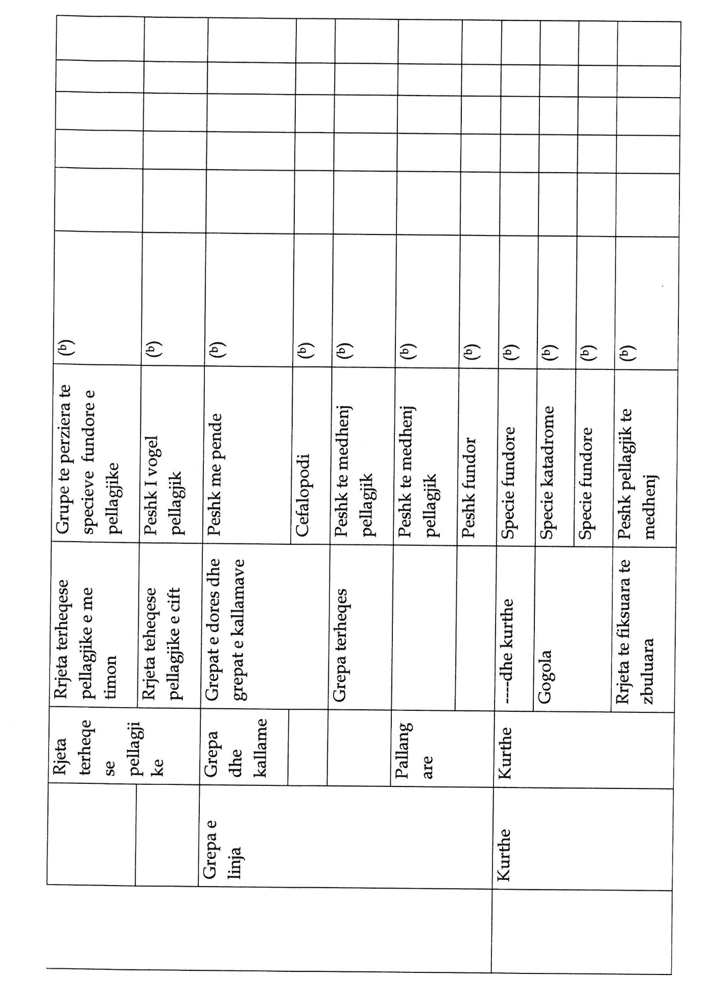 Rjeta
terheqe
se
pellagji
ke
Rrjeta terheqese
pellagjike e me
timon
Grupe te perziera te
specieve fundore e
pellagjike
(b)
Rrjeta teheqese
pellagjike e cift
Peshk I vogel
pellagjik
(b)
Grepa e
linja
Grepa
dhe
kallame
Grepat e dores dhe
grepat e kallamave
Peshk me pende
(b)
Cefalopodi
(b)
Grepa terheqes
Peshk te medhenj
pellagjik
(b)
Pallang
are
Peshk te medhenj
pellagjik
(b)
Peshk fundor
(b)
Kurthe
Kurthe
----dhe kurthe
Specie fundore
(b)
Gogola
Specie katadrome
(b)
Specie fundore
(b)
Rrjeta te fiksuara te
zbuluara
Peshk pellagjik te
medhenj
(b)